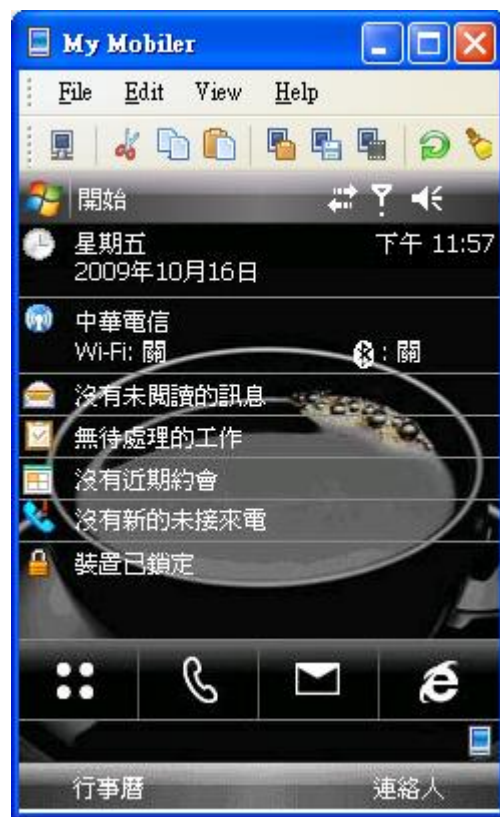 My Mobiler
File Edit View Help
開始
星期五 下午 11:57
2009年10月16日
中華電信
Wi-Fi: 關 : 關
沒有未閱讀的訊息
無待處理的工作
沒有近期約會
沒有新的未接來電
裝置已鎖定
行事曆 連絡人